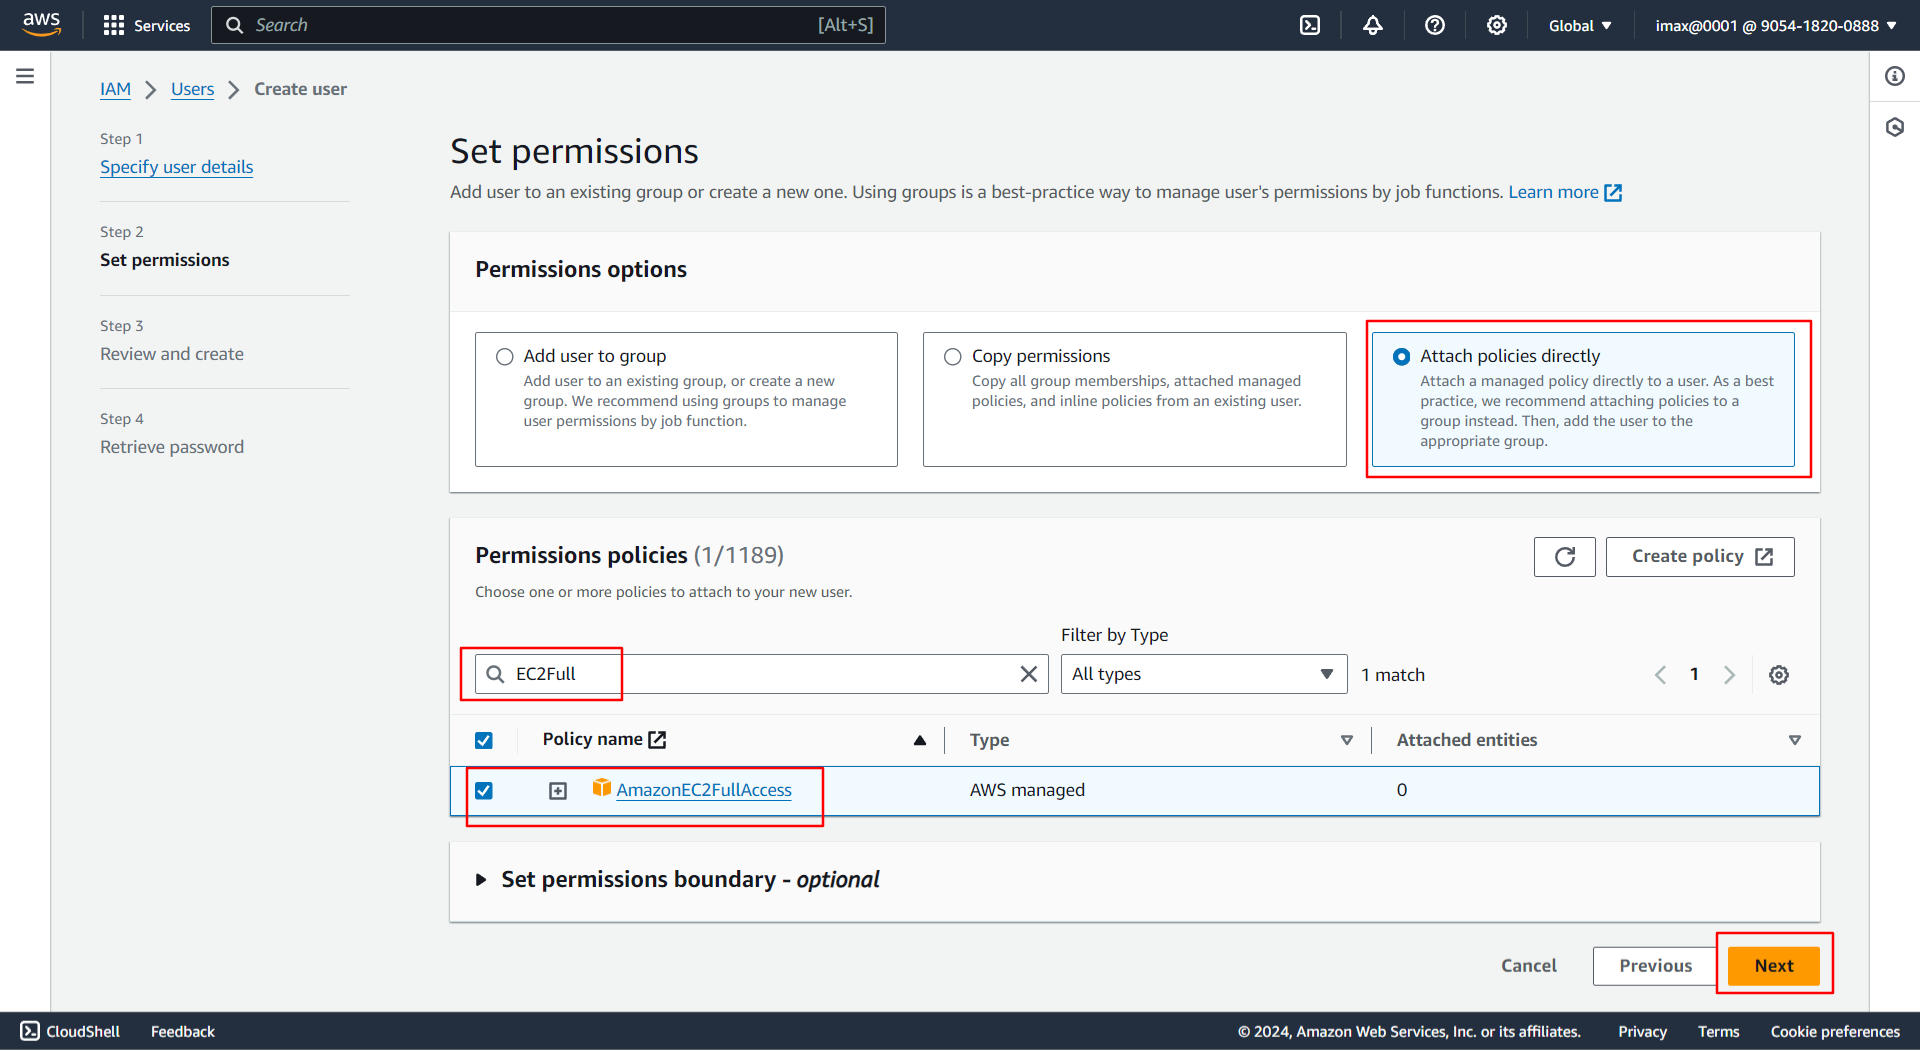 aws
Services
Search
[Alt+S]
Global
imax@0001 @ 9054-1820-0888
IAM
Users
Create user
Step 1
Specify user details
Step 2
Set permissions
Step 3
Review and create
Step 4
Retrieve password
Set permissions
Add user to an existing group or create a new one. Using groups is a best-practice way to manage user's permissions by job functions. Learn more
Permissions options
Add user to group
Add user to an existing group, or create a new
group. We recommend using groups to manage
user permissions by job function.
Copy permissions
Copy all group memberships, attached managed
policies, and inline policies from an existing user.
Attach policies directly
Attach a managed policy directly to a user. As a best
practice, we recommend attaching policies to a
group instead. Then, add the user to the
appropriate group.
Permissions policies (1/1189)
Choose one or more policies to attach to your new user.
Create policy
Filter by Type
EC2Full
All types
1 match
1
Policy name
Type
Attached entities
AmazonEC2FullAccess
AWS managed
0
Set permissions boundary - optional
Cancel
Previous
Next
CloudShell
Feedback
© 2024, Amazon Web Services, Inc. or its affiliates.
Privacy
Terms
Cookie preferences